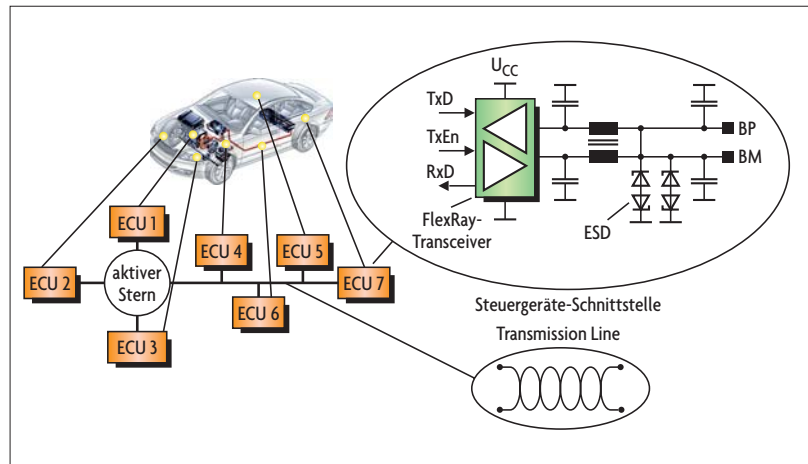 U_CC
TxD
TxEn
RxD
BP
BM
FlexRay-
Transceiver
ESD
ECU 1
ECU 2
aktiver
Stern
ECU 3
ECU 4
ECU 5
ECU 6
ECU 7
Steuergeräte-Schnittstelle
Transmission Line